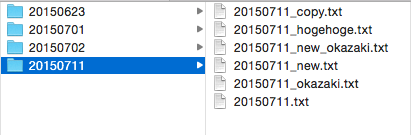 20150623
20150701
20150702
20150711
20150711_copy.txt
20150711_hogehoge.txt
20150711_new_okazaki.txt
20150711_new.txt
20150711_okazaki.txt
20150711.txt